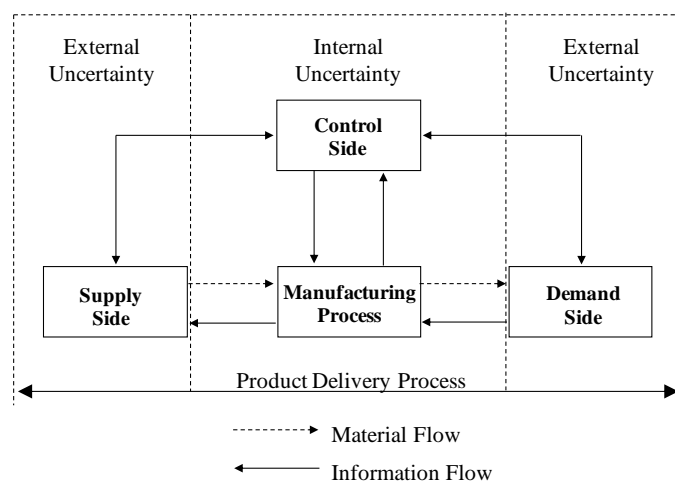 External
Uncertainty
Internal
Uncertainty
External
Uncertainty
Control
Side
Supply
Side
Manufacturing
Process
Demand
Side
Product Delivery Process
Material Flow
Information Flow